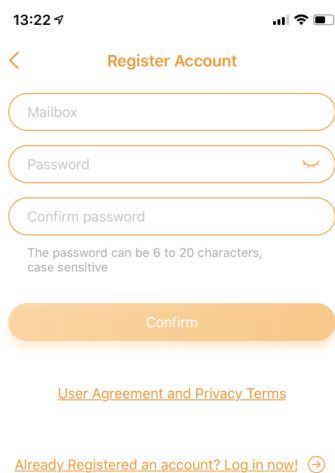 13:22
Register Account
Mailbox
Password
Confirm password
The password can be 6 to 20 characters,
case sensitive
Confirm
User Agreement and Privacy Terms
Already Registered an account? Log in now!